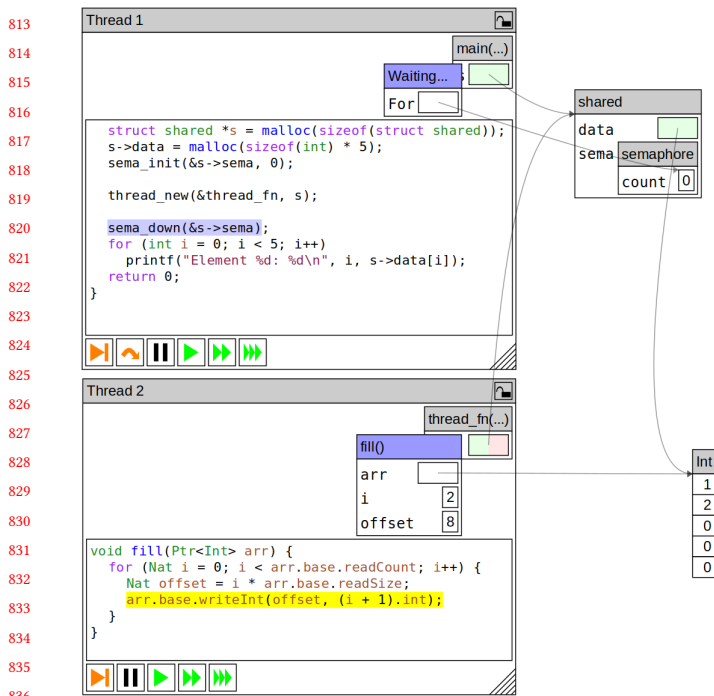 813
814
815
816
817
818
819
820
821
822
823
824
825
826
827
828
829
830
831
832
833
834
835
836
Thread 1
main(...)
Waiting...
For
struct shared *s = malloc(sizeof(struct shared));
s->data = malloc(sizeof(int) * 5);
sema_init(&s->sema, 0);
thread_new(&thread_fn, s);
sema_down(&s->sema);
for (int i = 0; i < 5; i++)
printf("Element %d: %d\n", i, s->data[i]);
return 0;
}
shared
data
sema
semaphore
count 0
Thread 2
thread_fn(...)
fill()
arr
i 2
offset 8
void fill(Ptr<Int> arr) {
for (Nat i = 0; i < arr.base.readCount; i++) {
Nat offset = i * arr.base.readSize;
arr.base.writeInt(offset, (i + 1).int);
}
}
Int
1
2
0
0
0